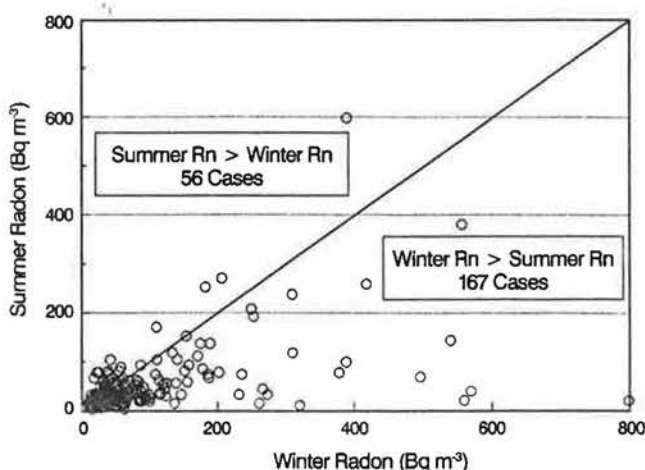 800
600
400
200
0
Summer Radon (Bq m⁻³)
Summer Rn > Winter Rn
56 Cases
Winter Rn > Summer Rn
167 Cases
0 200 400 600 800
Winter Radon (Bq m⁻³)